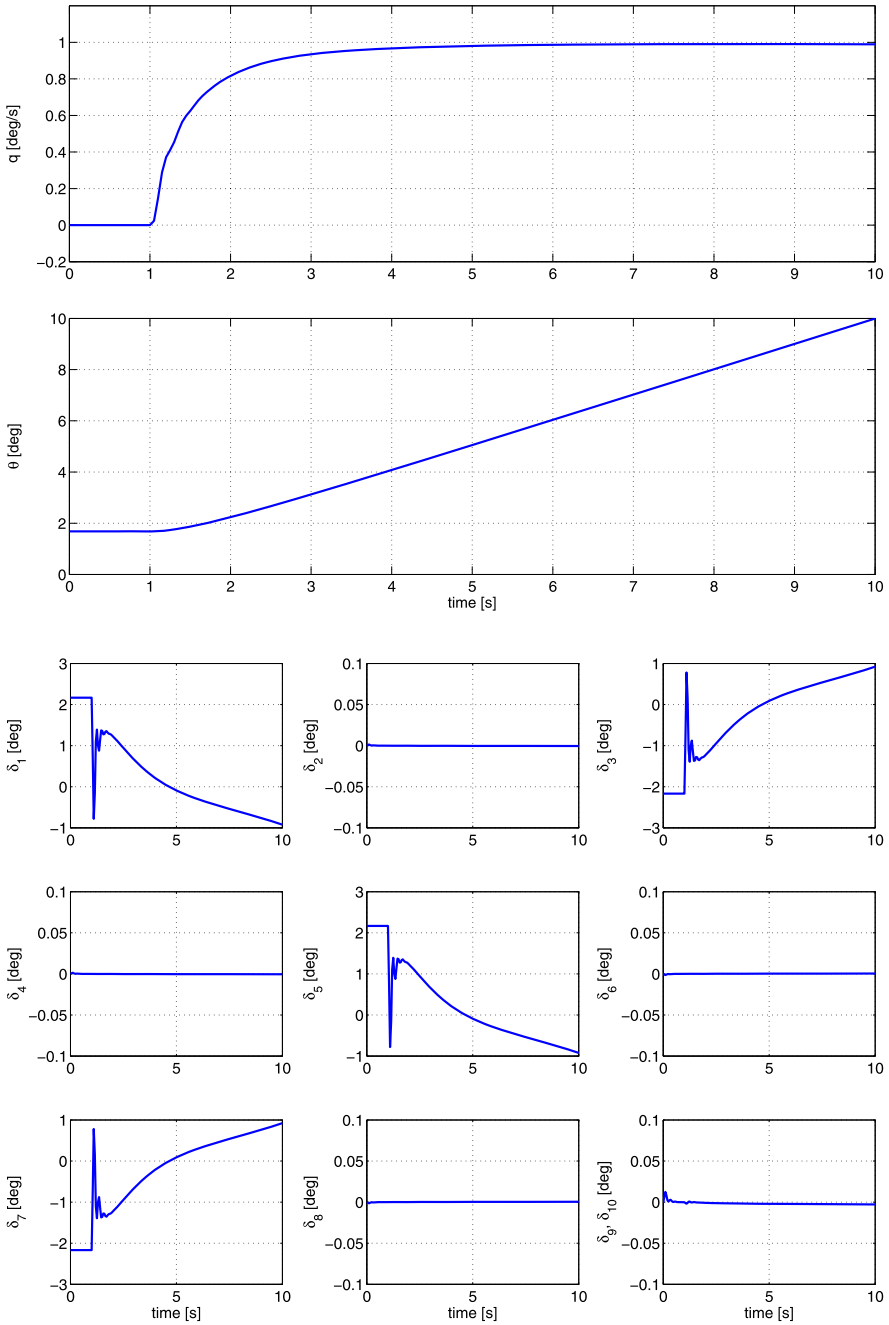 1
0.8
0.6
0.4
0.2
0
−0.2
q [deg/s]
0 1 2 3 4 5 6 7 8 9 10
10
8
6
4
2
0
θ [deg]
0 1 2 3 4 5 6 7 8 9 10
time [s]
3
2
1
0
−1
δ1 [deg]
0 5 10
0.1
0.05
0
−0.05
−0.1
δ2 [deg]
0 5 10
1
0
−1
−2
−3
δ3 [deg]
0 5 10
0.1
0.05
0
−0.05
−0.1
δ4 [deg]
0 5 10
3
2
1
0
−1
δ5 [deg]
0 5 10
0.1
0.05
0
−0.05
−0.1
δ6 [deg]
0 5 10
1
0
−1
−2
−3
δ7 [deg]
0 5 10
time [s]
0.1
0.05
0
−0.05
−0.1
δ8 [deg]
0 5 10
time [s]
0.1
0.05
0
−0.05
−0.1
δ9, δ10 [deg]
0 5 10
time [s]